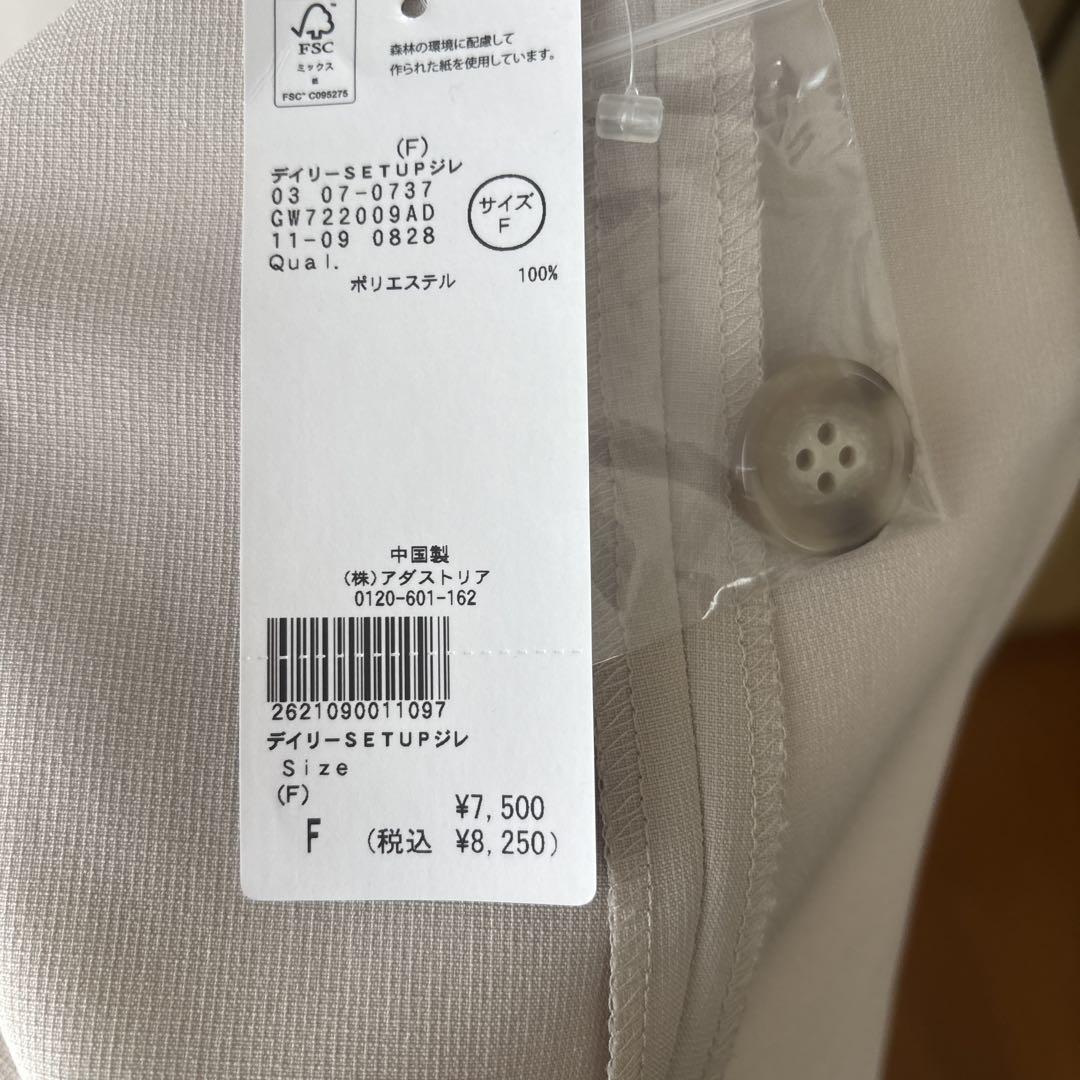 FSC
ミックス
紙
FSC™ C095275
森林の環境に配慮して
作られた紙を使用しています。
(F)
デイリーSETUPジレ
03 07-0737
GW722009AD
11-09 0828
サイズ
F
Qual.
ポリエステル 100%
中国製
(株)アダストリア
0120-601-162
2621090011097
デイリーSETUPジレ
Size
(F)
¥7,500
F (税込 ¥8,250)